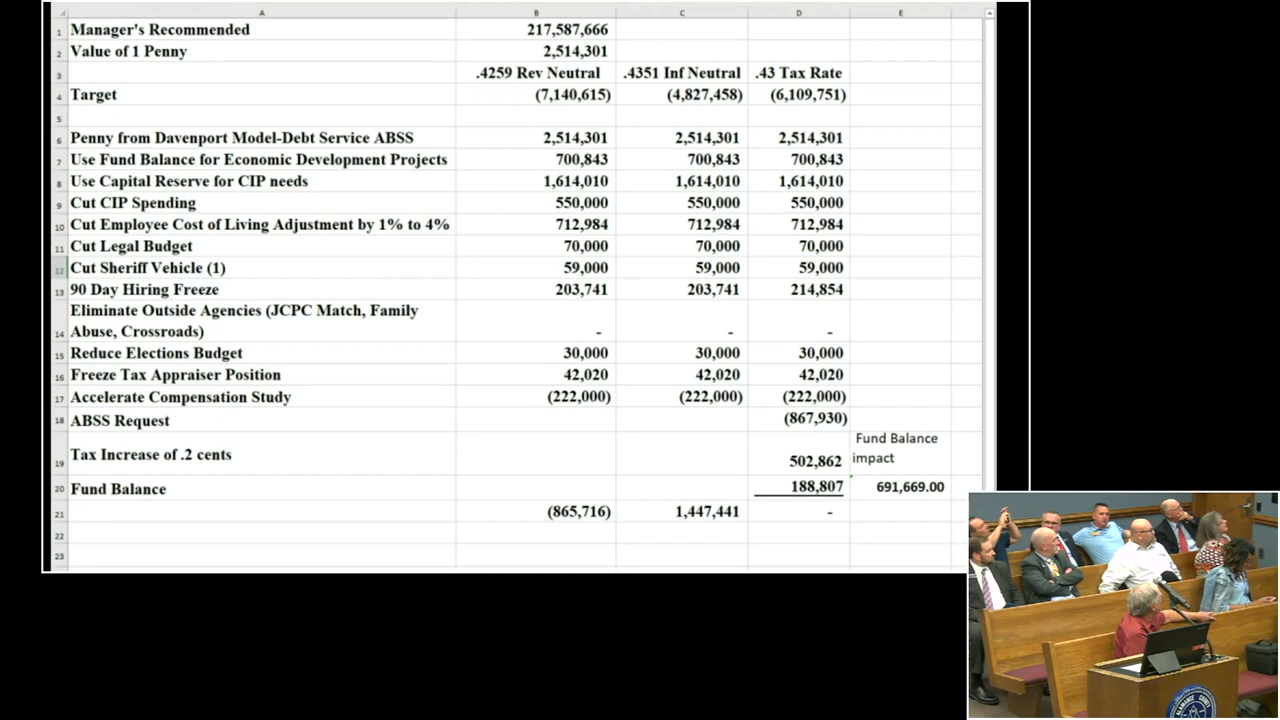 A B C D E
1 Manager's Recommended 217,587,666
2 Value of 1 Penny 2,514,301
3 .4259 Rev Neutral .4351 Inf Neutral .43 Tax Rate
4 Target (7,140,615) (4,827,458) (6,109,751)
5
6 Penny from Davenport Model-Debt Service ABSS 2,514,301 2,514,301 2,514,301
7 Use Fund Balance for Economic Development Projects 700,843 700,843 700,843
8 Use Capital Reserve for CIP needs 1,614,010 1,614,010 1,614,010
9 Cut CIP Spending 550,000 550,000 550,000
10 Cut Employee Cost of Living Adjustment by 1% to 4% 712,984 712,984 712,984
11 Cut Legal Budget 70,000 70,000 70,000
12 Cut Sheriff Vehicle (1) 59,000 59,000 59,000
13 90 Day Hiring Freeze 203,741 203,741 214,854
Eliminate Outside Agencies (JCPC Match, Family
14 Abuse, Crossroads) - - -
15 Reduce Elections Budget 30,000 30,000 30,000
16 Freeze Tax Appraiser Position 42,020 42,020 42,020
17 Accelerate Compensation Study (222,000) (222,000) (222,000)
18 ABSS Request (867,930)
Fund Balance
19 Tax Increase of .2 cents 502,862 impact
20 Fund Balance 188,807 691,669.00
21 (865,716) 1,447,441 -
22
23
ALAMANCE COUNTY